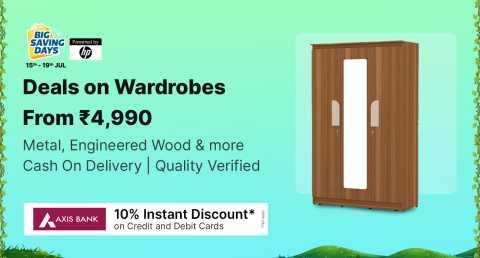 BIG
SAVING
DAYS
Powered by
hp
15th - 19th JUL
Deals on Wardrobes
From ₹4,990
Metal, Engineered Wood & more
Cash On Delivery | Quality Verified
AXIS BANK
10% Instant Discount*
on Credit and Debit Cards